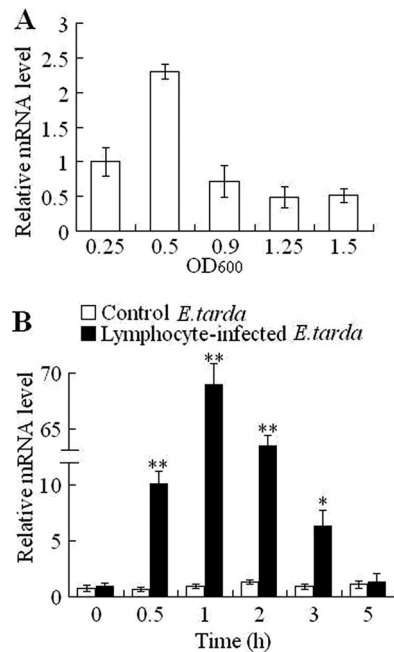 A
Relative mRNA level
3
2.5
2
1.5
1
0.5
0
0.25 0.5 0.9 1.25 1.5
OD600
B
Control E.tarda
Lymphocyte-infected E.tarda
Relative mRNA level
70
65
10
5
0
** ** ** *
0 0.5 1 2 3 5
Time (h)